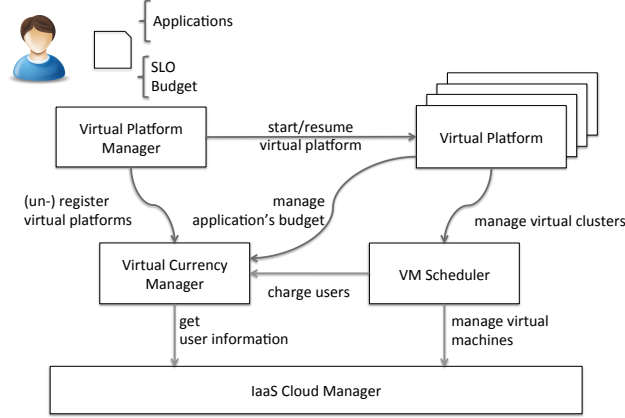 Applications
SLO
Budget
Virtual Platform
Manager
start/resume
virtual platform
Virtual Platform
(un-) register
virtual platforms
manage
application's budget
manage virtual clusters
Virtual Currency
Manager
charge users
VM Scheduler
get
user information
manage virtual
machines
IaaS Cloud Manager